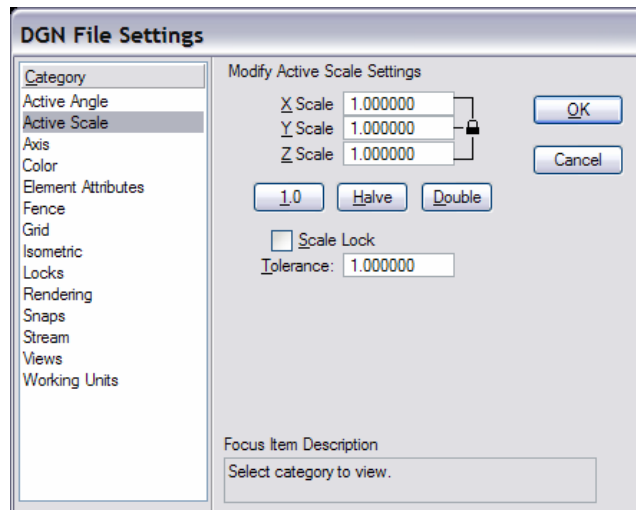 DGN File Settings
Category
Active Angle
Active Scale
Axis
Color
Element Attributes
Fence
Grid
Isometric
Locks
Rendering
Snaps
Stream
Views
Working Units
Modify Active Scale Settings
X Scale 1.000000
Y Scale 1.000000
Z Scale 1.000000
1.0 Halve Double
Scale Lock
Tolerance: 1.000000
OK
Cancel
Focus Item Description
Select category to view.